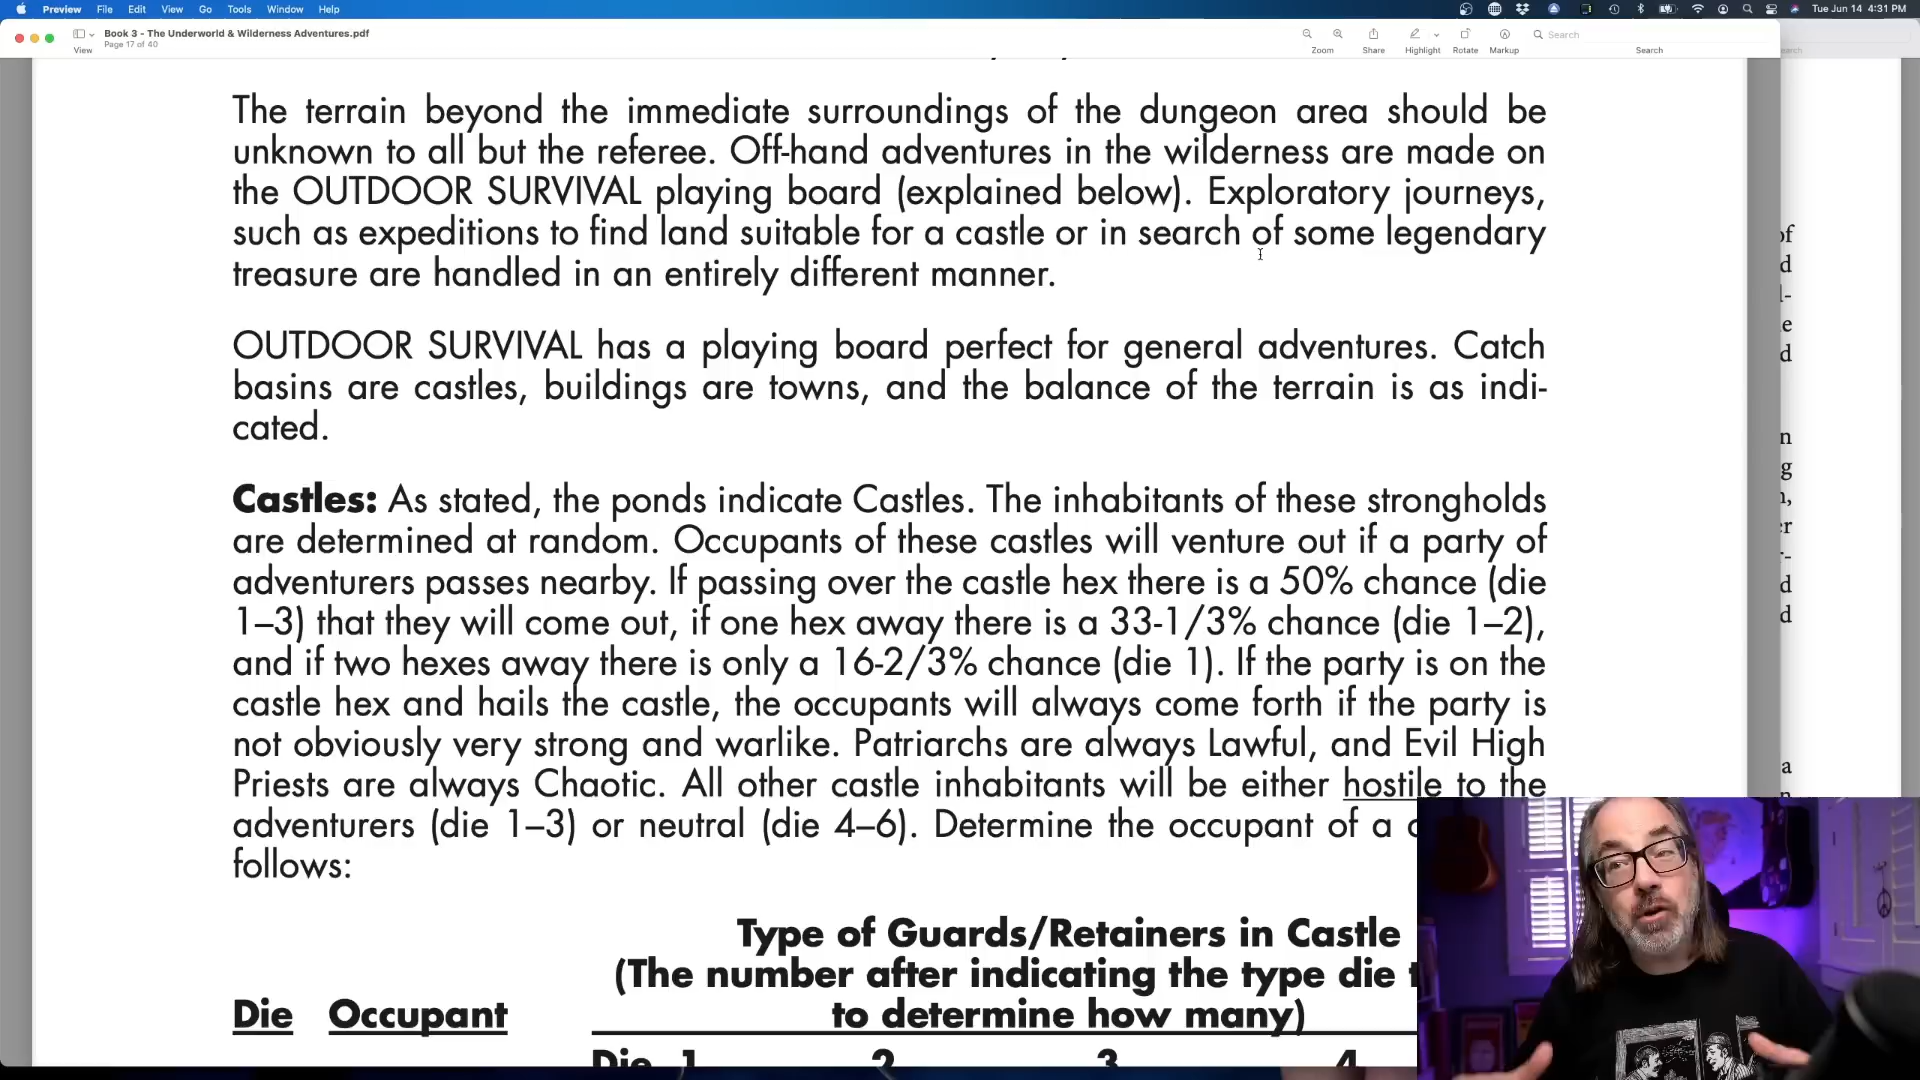 Preview File Edit View Go Tools Window Help
Tue Jun 14 4:31 PM
Book 3 - The Underworld & Wilderness Adventures.pdf
Page 17 of 40
View
Zoom Share Highlight Rotate Markup Search
Search
The terrain beyond the immediate surroundings of the dungeon area should be
unknown to all but the referee. Off-hand adventures in the wilderness are made on
the OUTDOOR SURVIVAL playing board (explained below). Exploratory journeys,
such as expeditions to find land suitable for a castle or in search of some legendary
treasure are handled in an entirely different manner.
OUTDOOR SURVIVAL has a playing board perfect for general adventures. Catch
basins are castles, buildings are towns, and the balance of the terrain is as indi-
cated.
Castles: As stated, the ponds indicate Castles. The inhabitants of these strongholds
are determined at random. Occupants of these castles will venture out if a party of
adventurers passes nearby. If passing over the castle hex there is a 50% chance (die
1–3) that they will come out, if one hex away there is a 33-1/3% chance (die 1–2),
and if two hexes away there is only a 16-2/3% chance (die 1). If the party is on the
castle hex and hails the castle, the occupants will always come forth if the party is
not obviously very strong and warlike. Patriarchs are always Lawful, and Evil High
Priests are always Chaotic. All other castle inhabitants will be either hostile to the
adventurers (die 1–3) or neutral (die 4–6). Determine the occupant of a
follows:
Type of Guards/Retainers in Castle
(The number after indicating the type die
to determine how many)
Die Occupant
Die 1 2 3 4